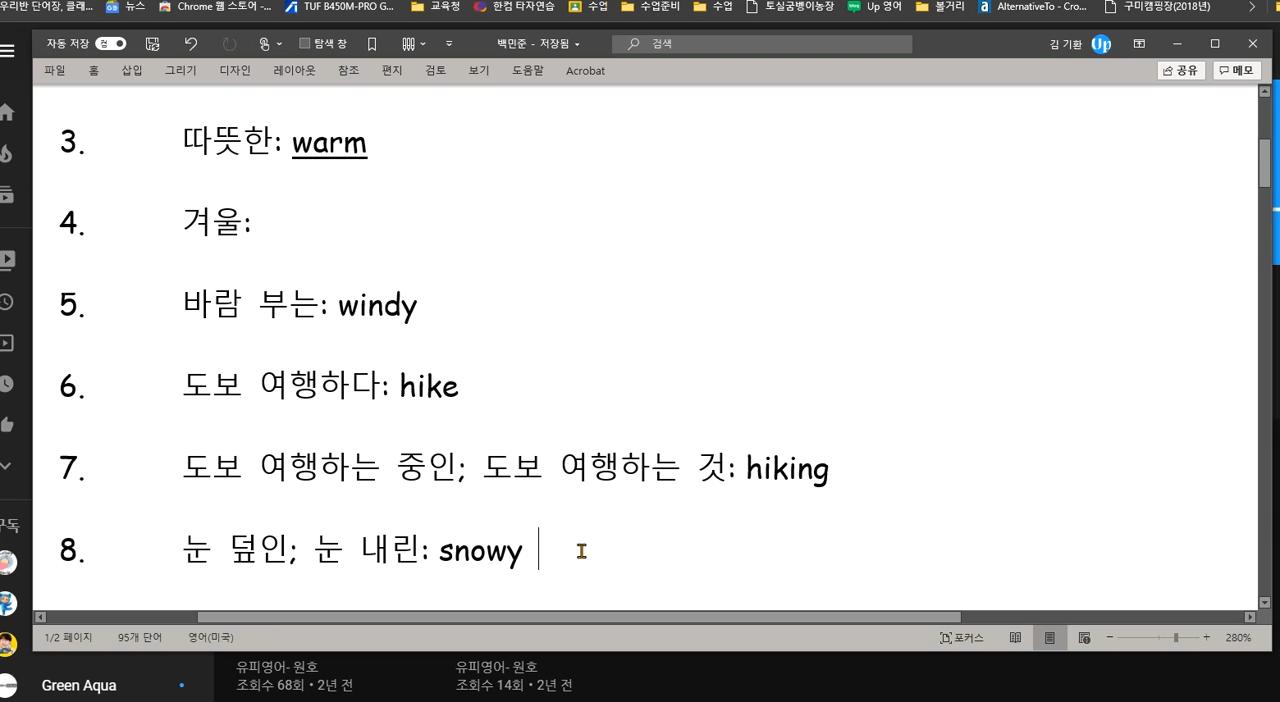 우리반 단어장, 클래... 뉴스 Chrome 웹 스토어 -... TUF B450M-PRO G... 교육청 한컴 타자연습 수업 수업준비 수업 토실굼벵이농장 Up 영어 볼거리 AlternativeTo - Cro... 구미캠핑장(2018년)
자동 저장 백민준 - 저장됨 검색 김 기환 Up
파일 홈 삽입 그리기 디자인 레이아웃 참조 편지 검토 보기 도움말 Acrobat 공유 메모
탐색 창
3. 따뜻한: warm
4. 겨울:
5. 바람 부는: windy
6. 도보 여행하다: hike
7. 도보 여행하는 중인; 도보 여행하는 것: hiking
구독
8. 눈 덮인; 눈 내린: snowy
1/2 페이지 95개 단어 영어(미국) 포커스 280%
유피영어- 원호 유피영어- 원호
Green Aqua 조회수 68회 • 2년 전 조회수 14회 • 2년 전